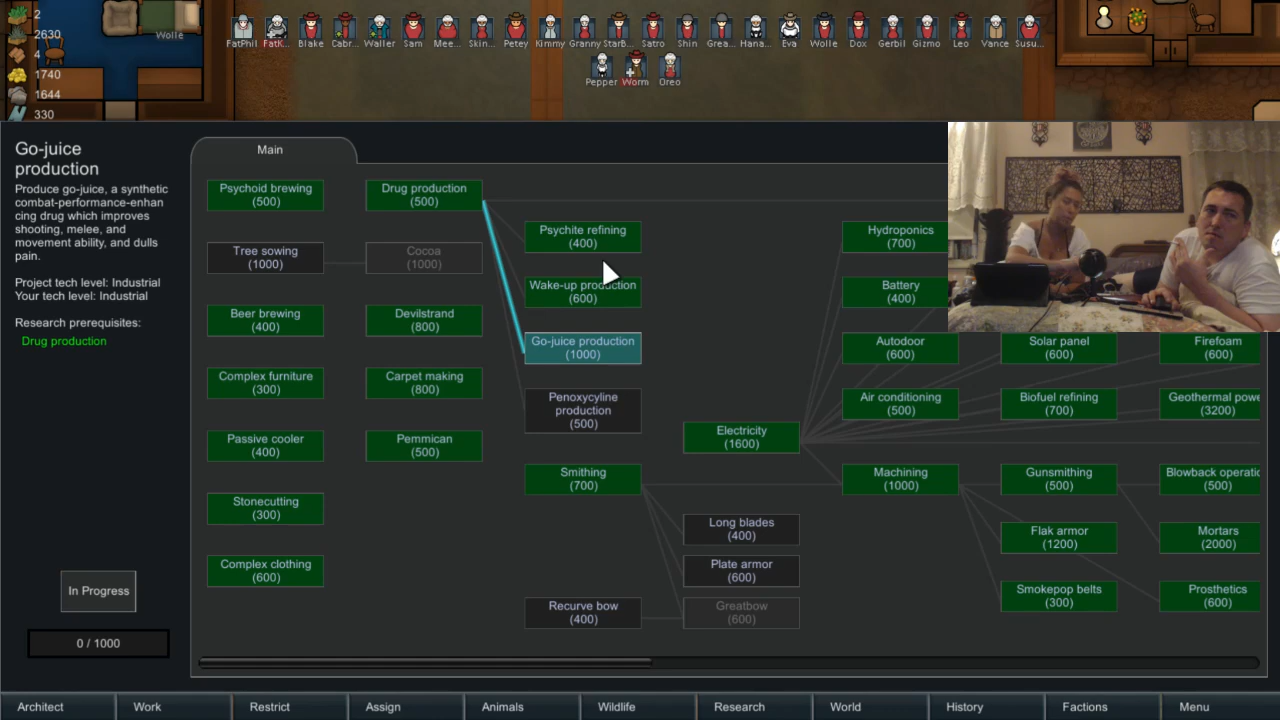 2
2630
4
1740
1644
330
Wolle
FatPhil FatK... Blake Cabr... Waller Sam Mee... Skin... Petey Kimmy Granny StarB... Satro Shin Grea... Hana... Eva Wolle Dox Gerbil Gizmo Leo Vance Susu...
Pepper Worm Oreo
Go-juice
production
Produce go-juice, a synthetic
combat-performance-enhan
cing drug which improves
shooting, melee, and
movement ability, and dulls
pain.
Project tech level: Industrial
Your tech level: Industrial
Research prerequisites:
Drug production
In Progress
0 / 1000
Main
Psychoid brewing
(500)
Drug production
(500)
Psychite refining
(400)
Hydroponics
(700)
Tree sowing
(1000)
Cocoa
(1000)
Wake-up production
(600)
Battery
(400)
Beer brewing
(400)
Devilstrand
(800)
Go-juice production
(1000)
Autodoor
(600)
Solar panel
(600)
Firefoam
(600)
Complex furniture
(300)
Carpet making
(800)
Penoxycyline
production
(500)
Air conditioning
(500)
Biofuel refining
(700)
Geothermal powe
(3200)
Passive cooler
(400)
Pemmican
(500)
Electricity
(1600)
Smithing
(700)
Machining
(1000)
Gunsmithing
(500)
Blowback operatic
(500)
Stonecutting
(300)
Long blades
(400)
Flak armor
(1200)
Mortars
(2000)
Complex clothing
(600)
Plate armor
(600)
Smokepop belts
(300)
Prosthetics
(600)
Recurve bow
(400)
Greatbow
(600)
Architect Work Restrict Assign Animals Wildlife Research World History Factions Menu